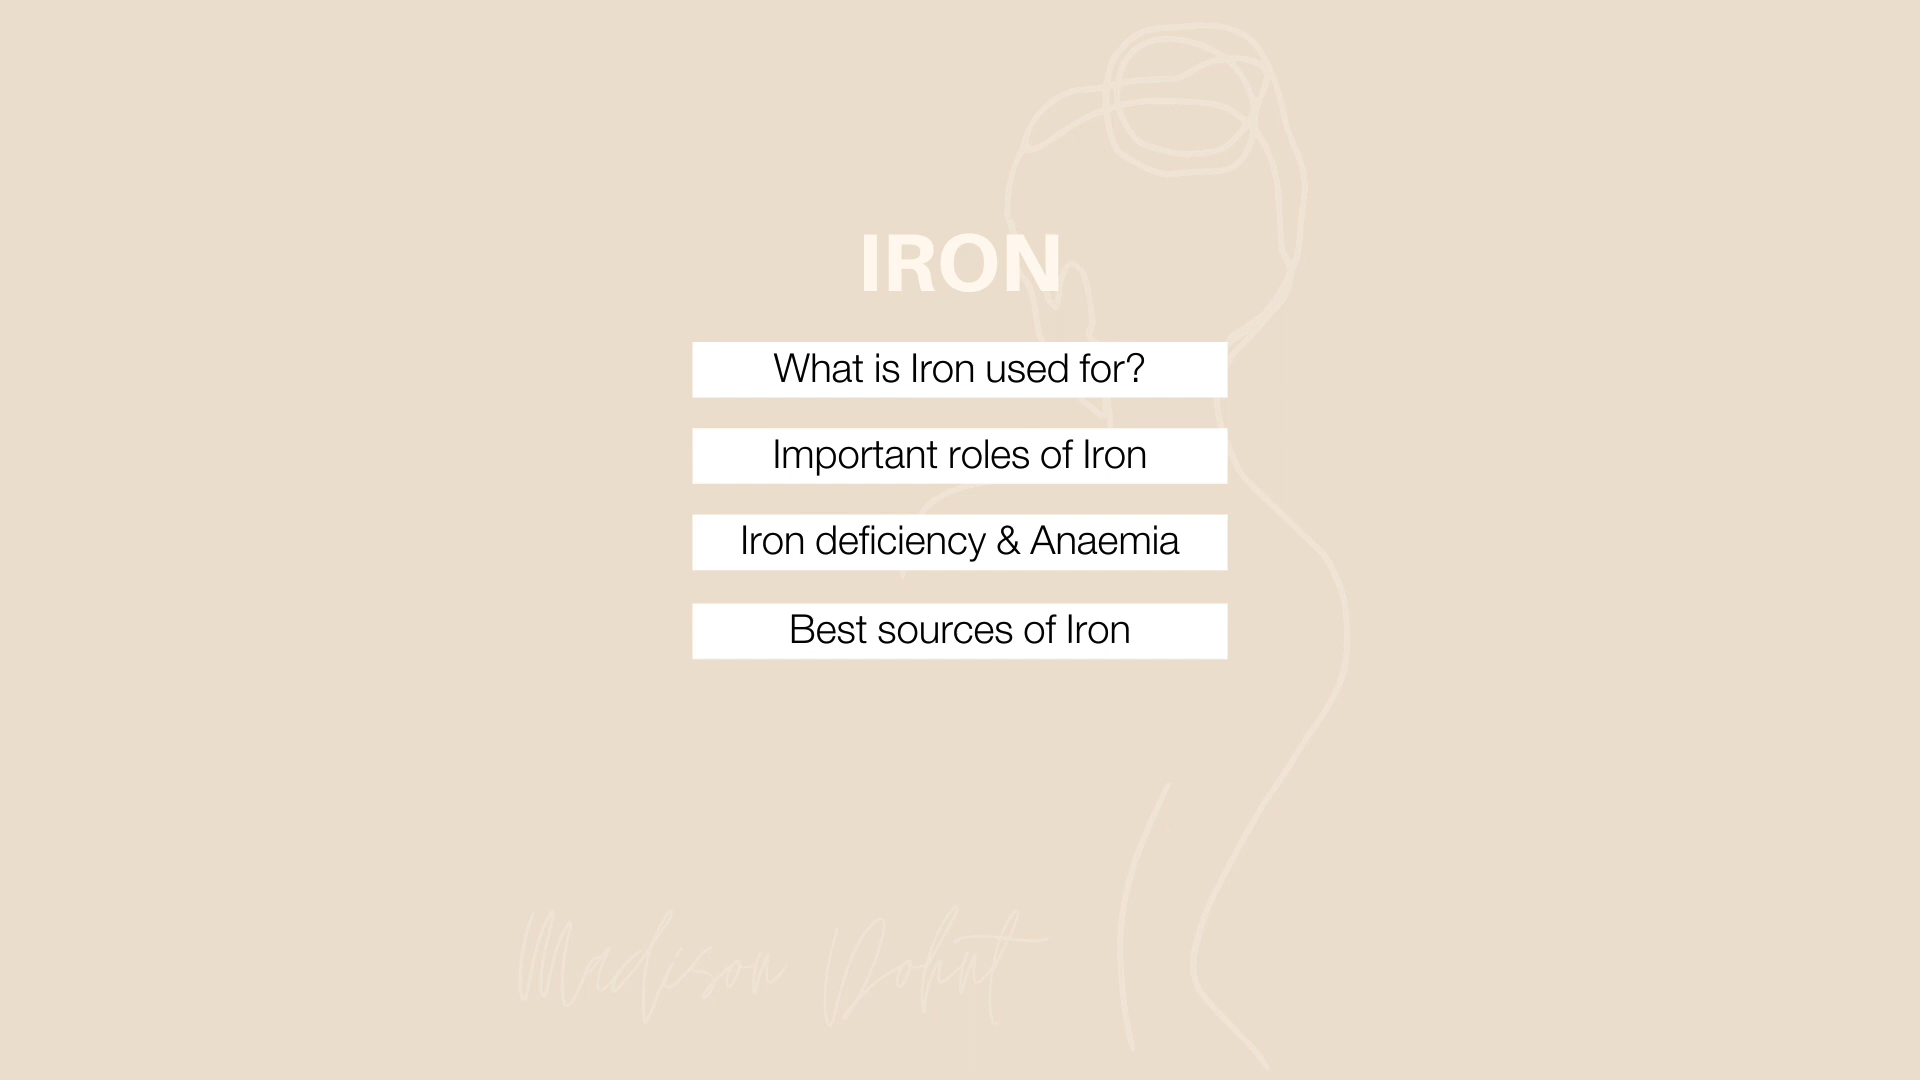 IRON
What is Iron used for?
Important roles of Iron
Iron deficiency & Anaemia
Best sources of Iron
Madison Dohnt